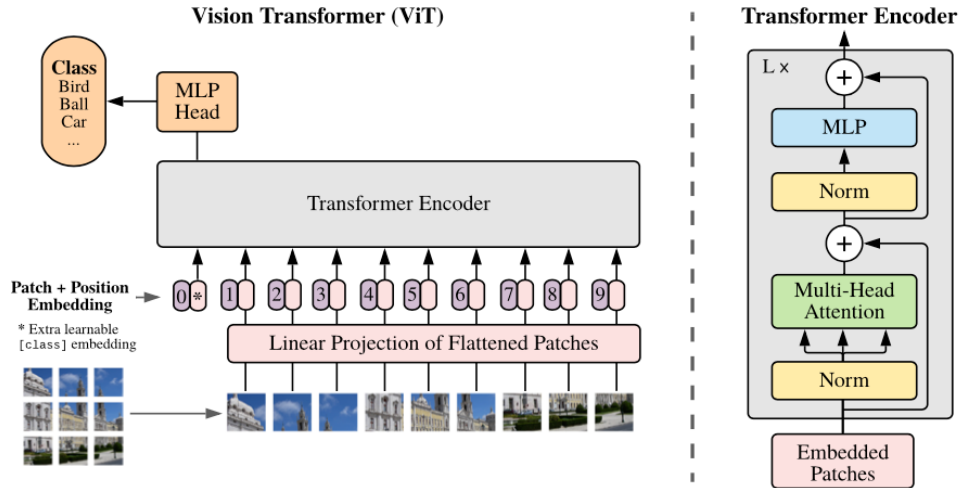 Vision Transformer (ViT)
Class
Bird
Ball
Car
...
MLP
Head
Transformer Encoder
Patch + Position
Embedding
0 * 1 2 3 4 5 6 7 8 9
* Extra learnable
[class] embedding
Linear Projection of Flattened Patches
Transformer Encoder
L ×
+
MLP
Norm
+
Multi-Head
Attention
Norm
Embedded
Patches